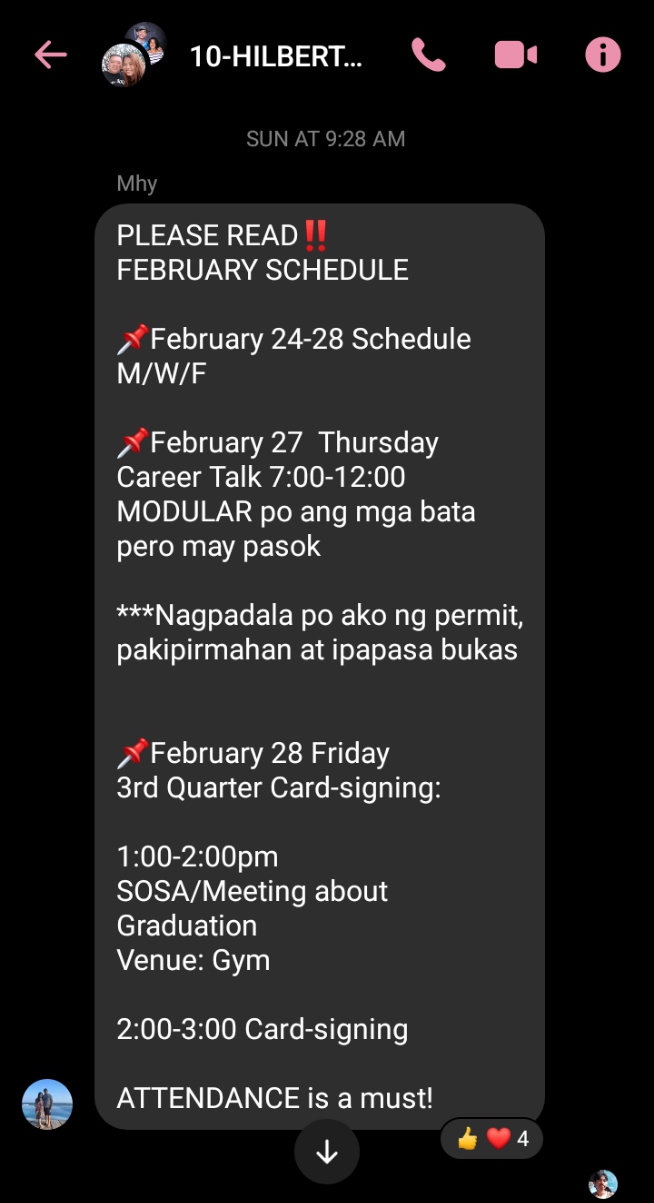 10-HILBERT...
SUN AT 9:28 AM
Mhy
PLEASE READ‼️
FEBRUARY SCHEDULE
📌February 24-28 Schedule
M/W/F
📌February 27 Thursday
Career Talk 7:00-12:00
MODULAR po ang mga bata
pero may pasok
***Nagpadala po ako ng permit,
pakipirmahan at ipapasa bukas
📌February 28 Friday
3rd Quarter Card-signing:
1:00-2:00pm
SOSA/Meeting about
Graduation
Venue: Gym
2:00-3:00 Card-signing
ATTENDANCE is a must!
👍❤️ 4